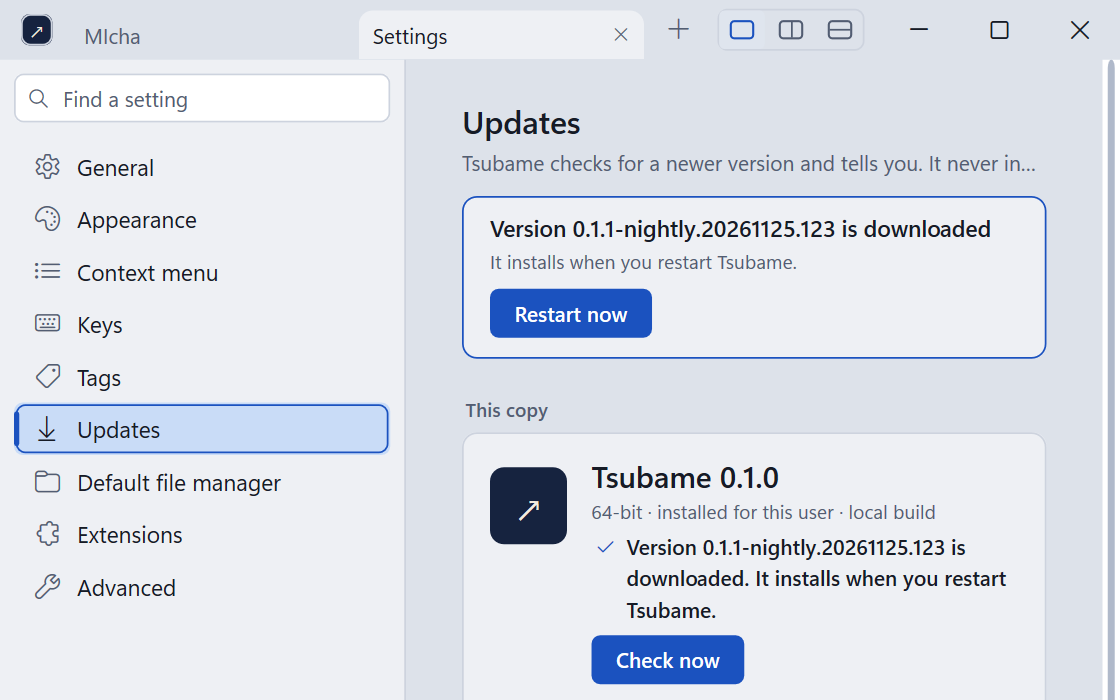 MIcha
Settings
Find a setting
General
Appearance
Context menu
Keys
Tags
Updates
Default file manager
Extensions
Advanced
Updates
Tsubame checks for a newer version and tells you. It never in...
Version 0.1.1-nightly.20261125.123 is downloaded
It installs when you restart Tsubame.
Restart now
This copy
Tsubame 0.1.0
64-bit · installed for this user · local build
Version 0.1.1-nightly.20261125.123 is
downloaded. It installs when you restart
Tsubame.
Check now